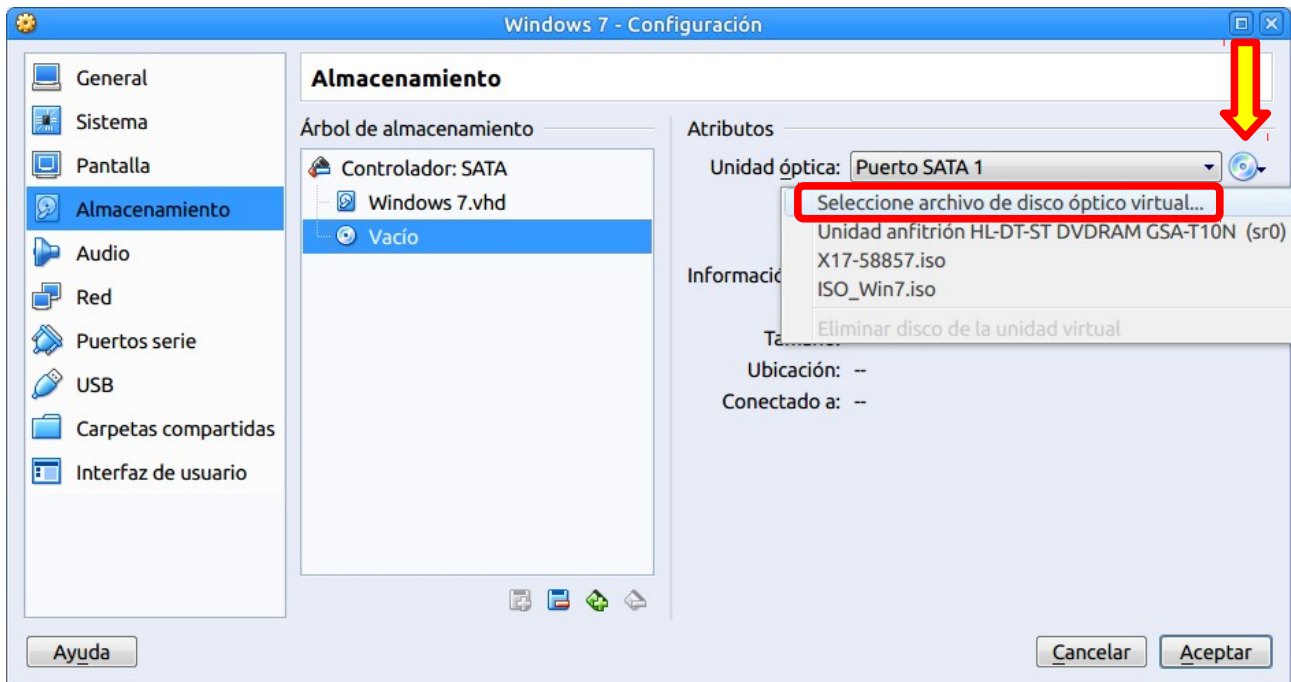 Windows 7 - Configuración
General
Sistema
Pantalla
Almacenamiento
Audio
Red
Puertos serie
USB
Carpetas compartidas
Interfaz de usuario
Almacenamiento
Árbol de almacenamiento
Controlador: SATA
Windows 7.vhd
Vacío
Atributos
Unidad óptica: Puerto SATA 1
Seleccione archivo de disco óptico virtual...
Unidad anfitrión HL-DT-ST DVDRAM GSA-T10N (sr0)
X17-58857.iso
ISO_Win7.iso
Eliminar disco de la unidad virtual
Ubicación: --
Conectado a: --
Ayuda
Cancelar
Aceptar